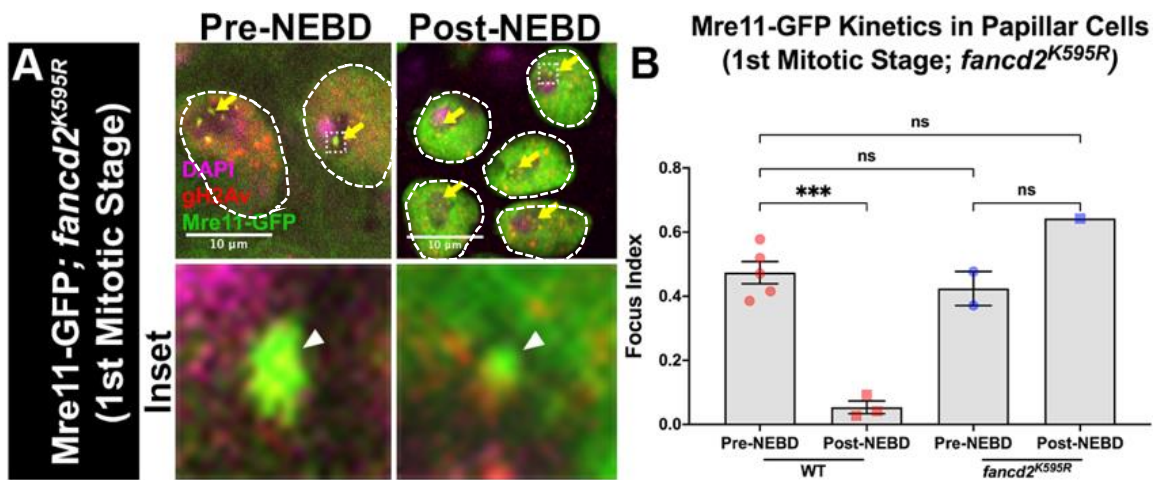 A
Mre11-GFP; fancd2K595R
(1st Mitotic Stage)
Pre-NEBD
Post-NEBD
DAPI
gH2Av
Mre11-GFP
10 µm
10 µm
Inset
B
Mre11-GFP Kinetics in Papillar Cells
(1st Mitotic Stage; fancd2K595R)
ns
ns
*** ns
Focus Index
0.8
0.6
0.4
0.2
0.0
Pre-NEBD Post-NEBD Pre-NEBD Post-NEBD
WT fancd2K595R